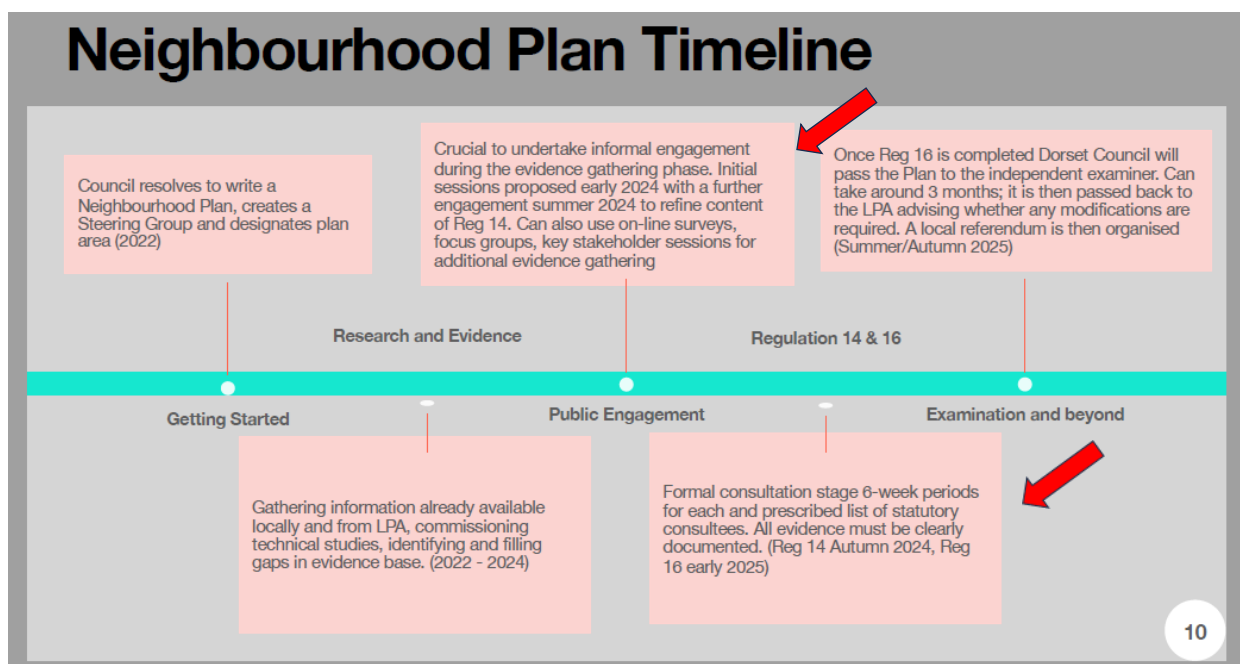 Neighbourhood Plan Timeline
Council resolves to write a
Neighbourhood Plan, creates a
Steering Group and designates plan
area (2022)
Crucial to undertake informal engagement
during the evidence gathering phase. Initial
sessions proposed early 2024 with a further
engagement summer 2024 to refine content
of Reg 14. Can also use on-line surveys,
focus groups, key stakeholder sessions for
additional evidence gathering
Once Reg 16 is completed Dorset Council will
pass the Plan to the independent examiner. Can
take around 3 months; it is then passed back to
the LPA advising whether any modifications are
required. A local referendum is then organised
(Summer/Autumn 2025)
Research and Evidence
Regulation 14 & 16
Getting Started
Public Engagement
Examination and beyond
Gathering information already available
locally and from LPA, commissioning
technical studies, identifying and filling
gaps in evidence base. (2022 - 2024)
Formal consultation stage 6-week periods
for each and prescribed list of statutory
consultees. All evidence must be clearly
documented. (Reg 14 Autumn 2024, Reg
16 early 2025)
10